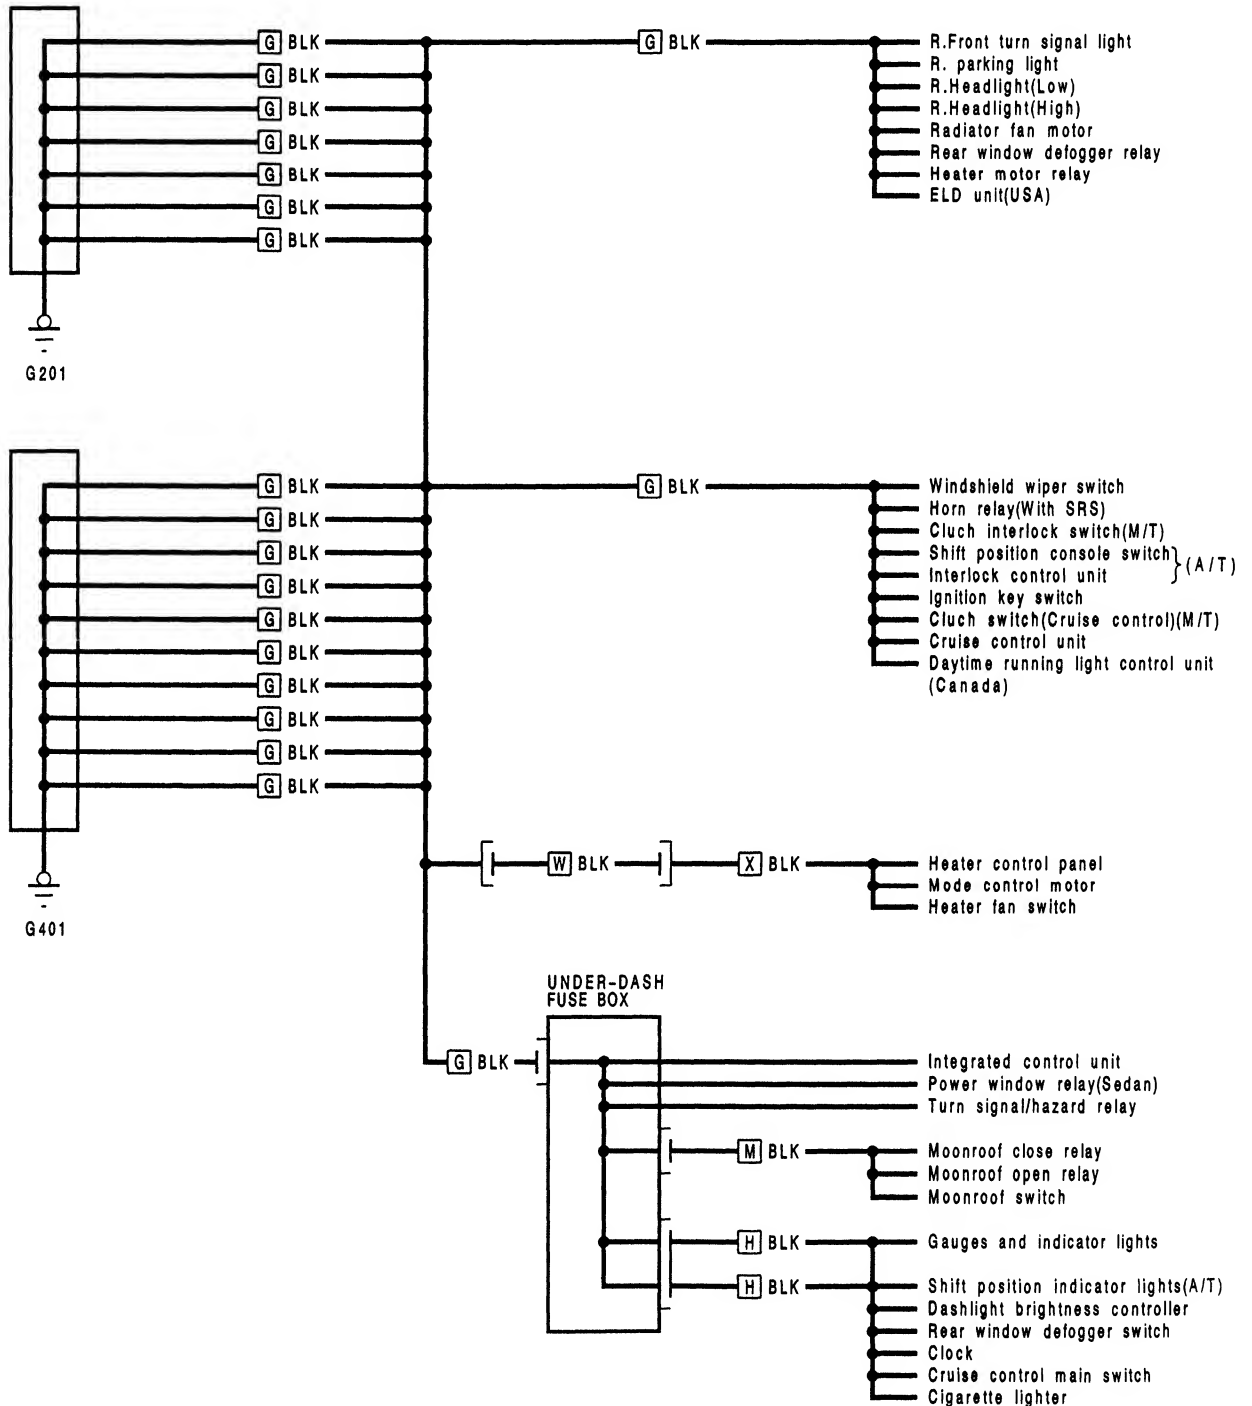 G BLK G BLK R.Front turn signal light
G BLK R. parking light
R.Headlight(Low)
G BLK R.Headlight(High)
Radiator fan motor
G BLK Rear window defogger relay
G BLK Heater motor relay
ELD unit(USA)
G BLK
G BLK
G201
G BLK G BLK Windshield wiper switch
Horn relay(With SRS)
G BLK Cluch interlock switch(M/T)
G BLK Shift position console switch
(A/T)
Interlock control unit
G BLK Ignition key switch
G BLK Cluch switch(Cruise control)(M/T)
Cruise control unit
G BLK Daytime running light control unit
(Canada)
G BLK
G BLK
G BLK
G BLK
W BLK X BLK Heater control panel
Mode control motor
Heater fan switch
G401
UNDER-DASH
FUSE BOX
G BLK Integrated control unit
Power window relay(Sedan)
Turn signal/hazard relay
M BLK Moonroof close relay
Moonroof open relay
Moonroof switch
H BLK Gauges and indicator lights
H BLK Shift position indicator lights(A/T)
Dashlight brightness controller
Rear window defogger switch
Clock
Cruise control main switch
Cigarette lighter